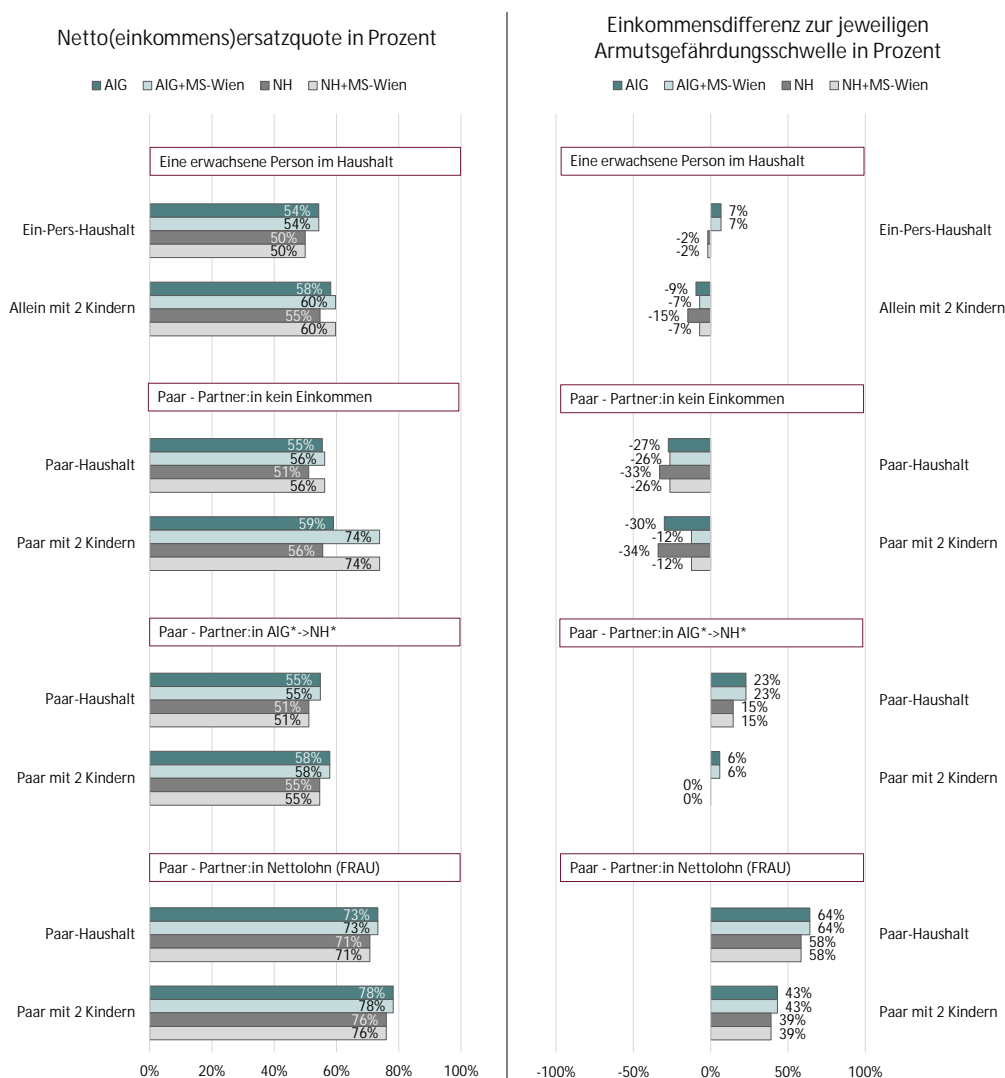 Netto(einkommens)ersatzquote in Prozent
AIG AIG+MS-Wien NH NH+MS-Wien
Eine erwachsene Person im Haushalt
Ein-Pers-Haushalt
54%
54%
50%
50%
Allein mit 2 Kindern
58%
60%
55%
60%
Paar - Partner:in kein Einkommen
Paar-Haushalt
55%
56%
51%
56%
Paar mit 2 Kindern
59%
74%
56%
74%
Paar - Partner:in AIG*->NH*
Paar-Haushalt
55%
55%
51%
51%
Paar mit 2 Kindern
58%
58%
55%
55%
Paar - Partner:in Nettolohn (FRAU)
Paar-Haushalt
73%
73%
71%
71%
Paar mit 2 Kindern
78%
78%
76%
76%
0% 20% 40% 60% 80% 100%
Einkommensdifferenz zur jeweiligen
Armutsgefährdungsschwelle in Prozent
AIG AIG+MS-Wien NH NH+MS-Wien
Eine erwachsene Person im Haushalt
7%
7%
-2%
-2%
Ein-Pers-Haushalt
-9%
-7%
-15%
-7%
Allein mit 2 Kindern
Paar - Partner:in kein Einkommen
-27%
-26%
-33%
-26%
Paar-Haushalt
-30%
-12%
-34%
-12%
Paar mit 2 Kindern
Paar - Partner:in AIG*->NH*
23%
23%
15%
15%
Paar-Haushalt
6%
6%
0%
0%
Paar mit 2 Kindern
Paar - Partner:in Nettolohn (FRAU)
64%
64%
58%
58%
Paar-Haushalt
43%
43%
39%
39%
Paar mit 2 Kindern
-100% -50% 0% 50% 100%